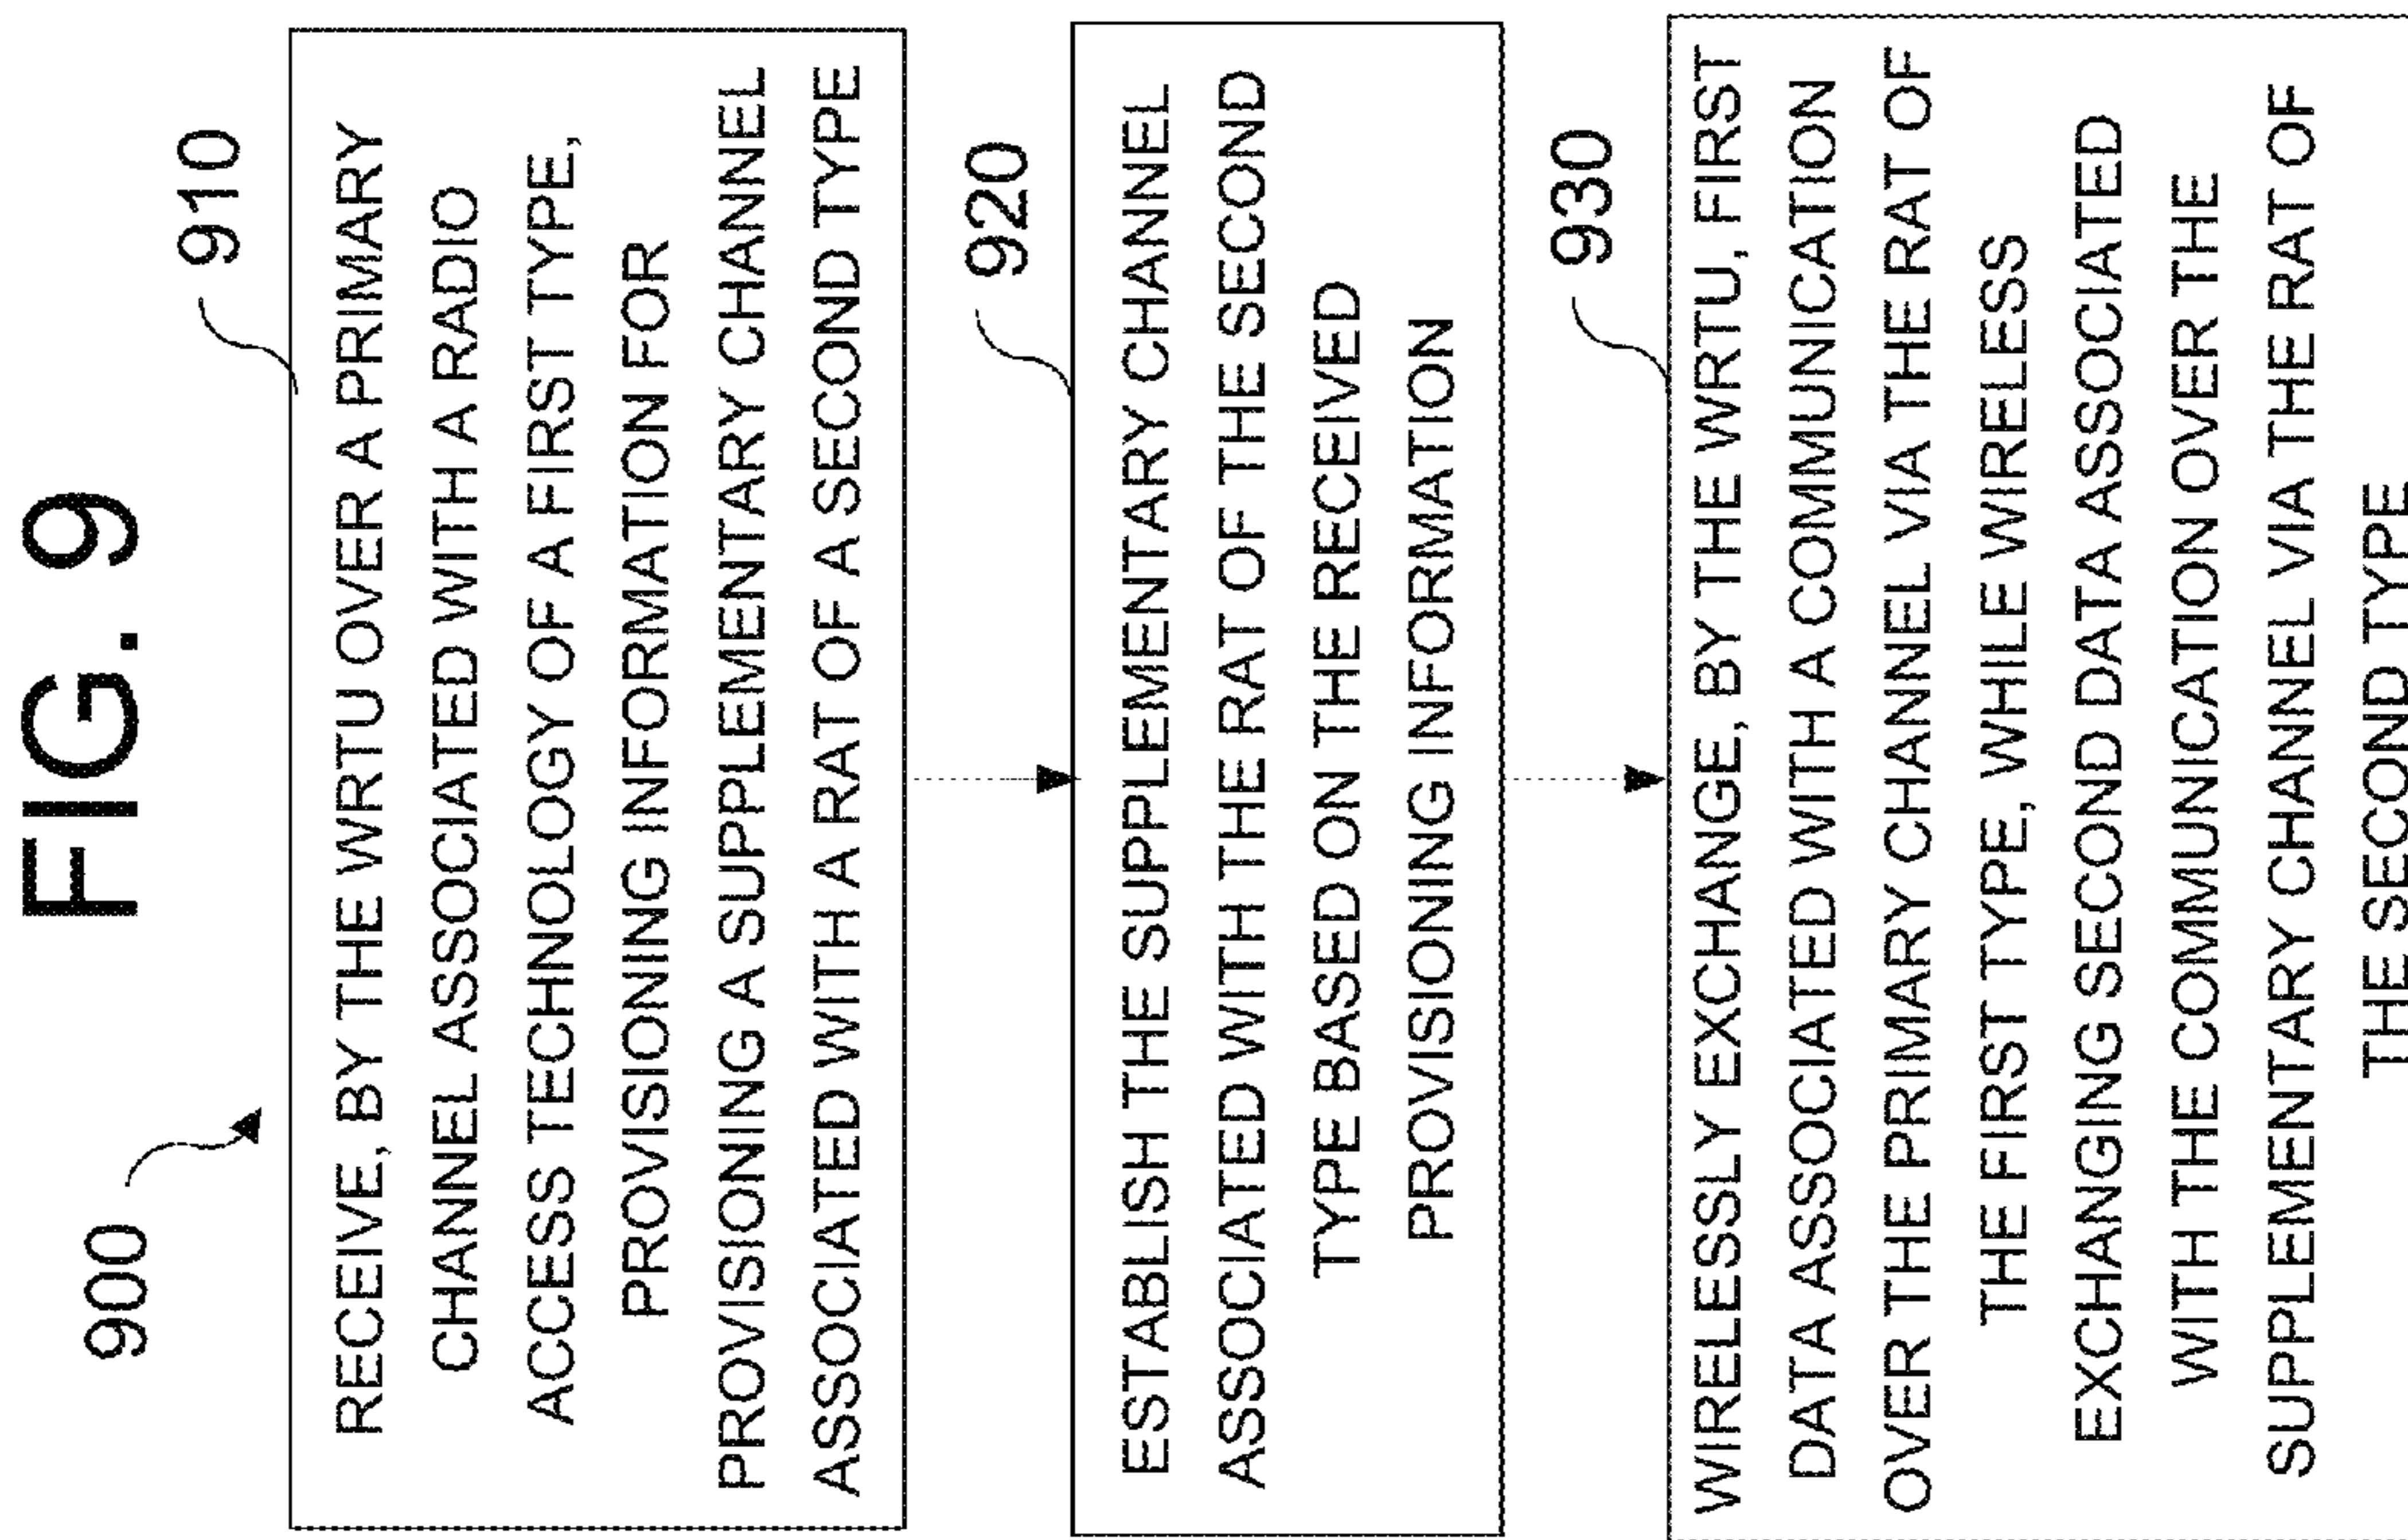 FIG. 9
900
910
RECEIVE, BY THE WRTU OVER A PRIMARY
CHANNEL ASSOCIATED WITH A RADIO
ACCESS TECHNOLOGY OF A FIRST TYPE,
PROVISIONING INFORMATION FOR
PROVISIONING A SUPPLEMENTARY CHANNEL
ASSOCIATED WITH A RAT OF A SECOND TYPE
920
ESTABLISH THE SUPPLEMENTARY CHANNEL
ASSOCIATED WITH THE RAT OF THE SECOND
TYPE BASED ON THE RECEIVED
PROVISIONING INFORMATION
930
WIRELESSLY EXCHANGE, BY THE WRTU, FIRST
DATA ASSOCIATED WITH A COMMUNICATION
OVER THE PRIMARY CHANNEL VIA THE RAT OF
THE FIRST TYPE, WHILE WIRELESS
EXCHANGING SECOND DATA ASSOCIATED
WITH THE COMMUNICATION OVER THE
SUPPLEMENTARY CHANNEL VIA THE RAT OF
THE SECOND TYPE